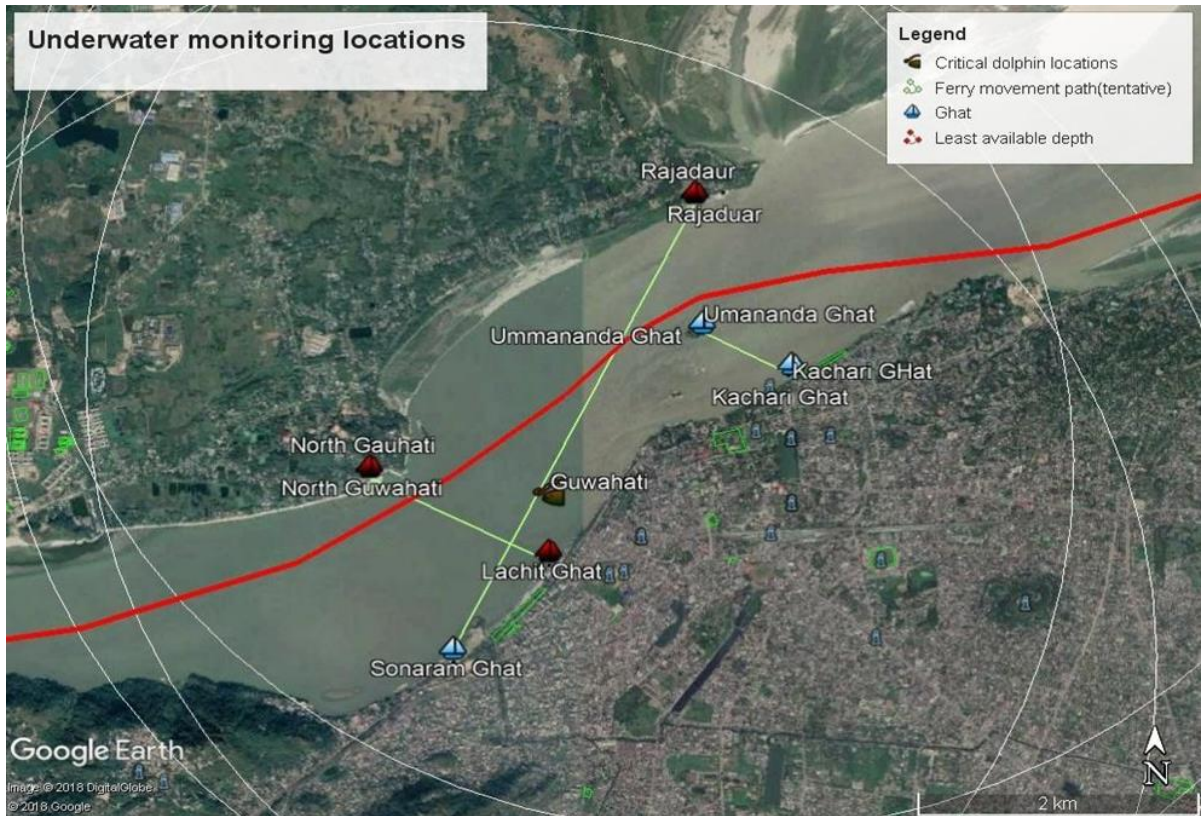 Underwater monitoring locations
Legend
Critical dolphin locations
Ferry movement path(tentative)
Ghat
Least available depth
Rajadaur
Rajaduar
Umananda Ghat
Ummananda Ghat
Kachari GHat
Kachari Ghat
North Gauhati
North Guwahati
Guwahati
Lachit Ghat
Sonaram Ghat
Google Earth
Image © 2018 DigitalGlobe
© 2018 Google
N
2 km